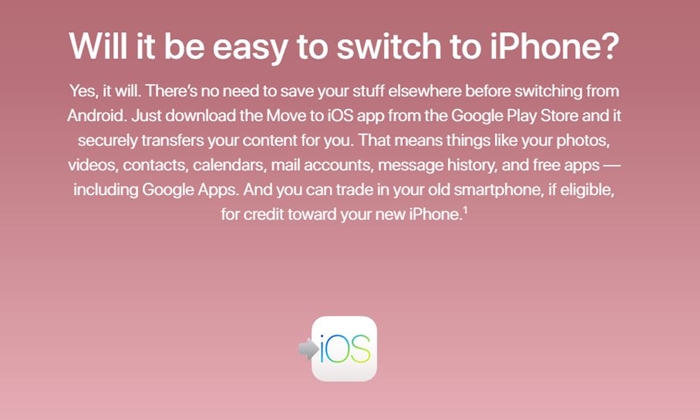 Will it be easy to switch to iPhone?
Yes, it will. There’s no need to save your stuff elsewhere before switching from
Android. Just download the Move to iOS app from the Google Play Store and it
securely transfers your content for you. That means things like your photos,
videos, contacts, calendars, mail accounts, message history, and free apps —
including Google Apps. And you can trade in your old smartphone, if eligible,
for credit toward your new iPhone.¹
iOS